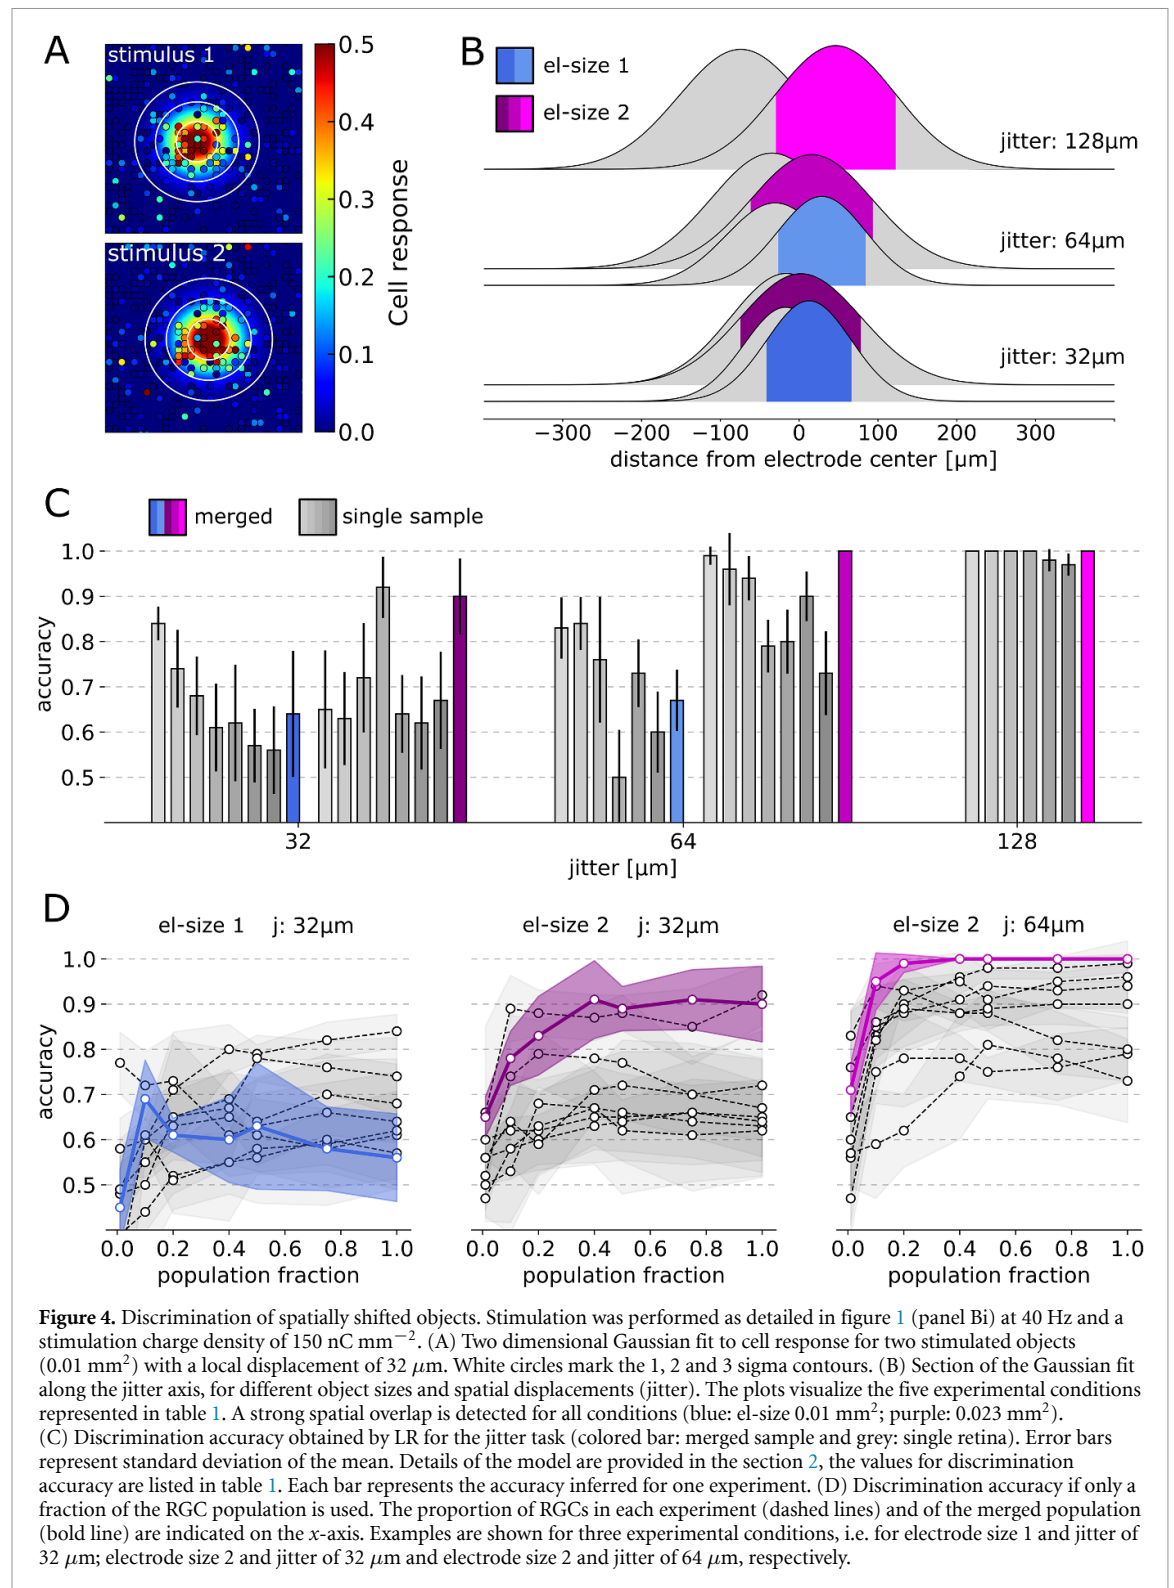 A
stimulus 1
stimulus 2
0.5
0.4
0.3
0.2
0.1
0.0
Cell response
B
el-size 1
el-size 2
jitter: 128µm
jitter: 64µm
jitter: 32µm
−300 −200 −100 0 100 200 300
distance from electrode center [µm]
C
merged
single sample
1.0
0.9
0.8
0.7
0.6
0.5
accuracy
32 64 128
jitter [µm]
D
el-size 1 j: 32µm
el-size 2 j: 32µm
el-size 2 j: 64µm
1.0
0.9
0.8
0.7
0.6
0.5
accuracy
0.0 0.2 0.4 0.6 0.8 1.0
population fraction
0.0 0.2 0.4 0.6 0.8 1.0
population fraction
0.0 0.2 0.4 0.6 0.8 1.0
population fraction
Figure 4. Discrimination of spatially shifted objects. Stimulation was performed as detailed in figure 1 (panel Bi) at 40 Hz and a
stimulation charge density of 150 nC mm−2. (A) Two dimensional Gaussian fit to cell response for two stimulated objects
(0.01 mm2) with a local displacement of 32 µm. White circles mark the 1, 2 and 3 sigma contours. (B) Section of the Gaussian fit
along the jitter axis, for different object sizes and spatial displacements (jitter). The plots visualize the five experimental conditions
represented in table 1. A strong spatial overlap is detected for all conditions (blue: el-size 0.01 mm2; purple: 0.023 mm2).
(C) Discrimination accuracy obtained by LR for the jitter task (colored bar: merged sample and grey: single retina). Error bars
represent standard deviation of the mean. Details of the model are provided in the section 2, the values for discrimination
accuracy are listed in table 1. Each bar represents the accuracy inferred for one experiment. (D) Discrimination accuracy if only a
fraction of the RGC population is used. The proportion of RGCs in each experiment (dashed lines) and of the merged population
(bold line) are indicated on the x-axis. Examples are shown for three experimental conditions, i.e. for electrode size 1 and jitter of
32 µm; electrode size 2 and jitter of 32 µm and electrode size 2 and jitter of 64 µm, respectively.